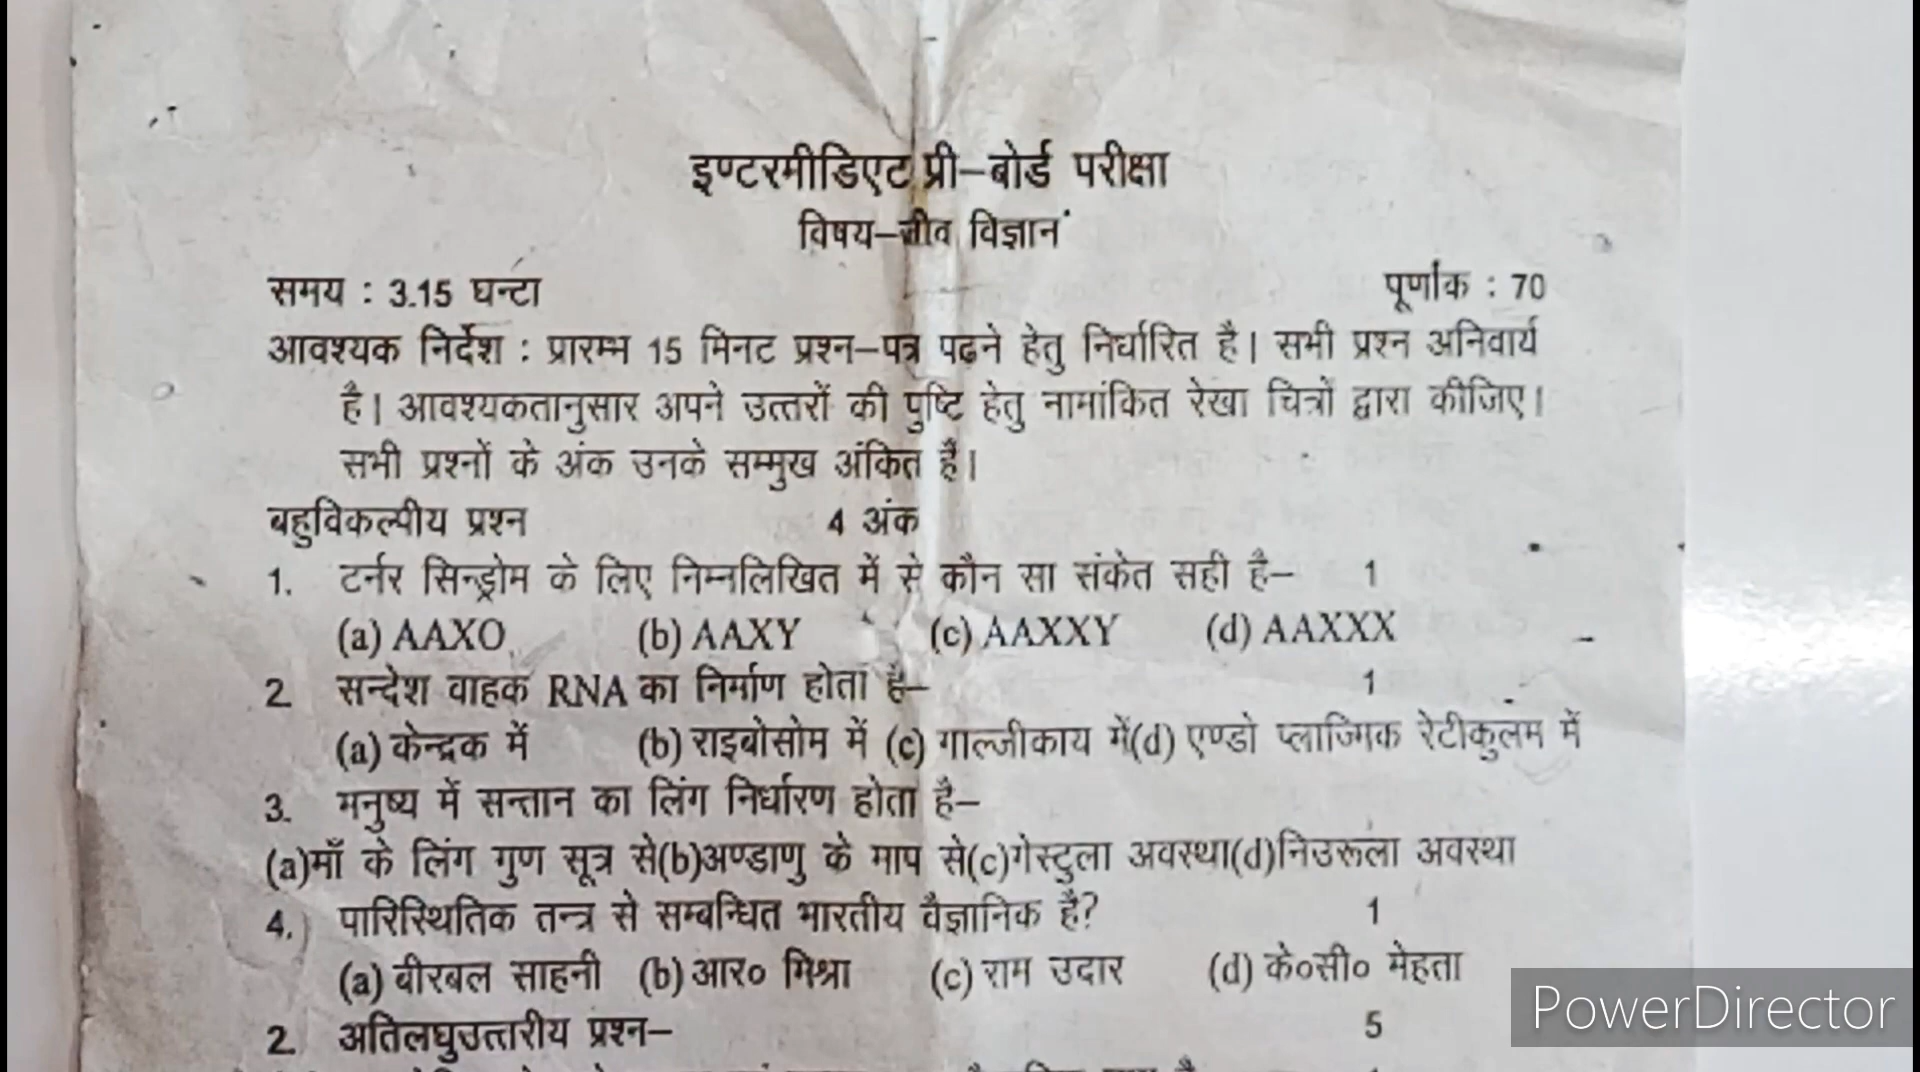 इण्टरमीडिएट प्री–बोर्ड परीक्षा
विषय–जीव विज्ञान
समय : 3.15 घन्टा पूर्णांक : 70
आवश्यक निर्देश : प्रारम्भ 15 मिनट प्रश्न–पत्र पढने हेतु निर्धारित है। सभी प्रश्न अनिवार्य
है। आवश्यकतानुसार अपने उत्तरों की पुष्टि हेतु नामांकित रेखा चित्रों द्वारा कीजिए।
सभी प्रश्नों के अंक उनके सम्मुख अंकित हैं।
बहुविकल्पीय प्रश्न 4 अंक
1. टर्नर सिन्ड्रोम के लिए निम्नलिखित में से कौन सा संकेत सही है– 1
(a) AAXO (b) AAXY (c) AAXXY (d) AAXXX
2 सन्देश वाहक RNA का निर्माण होता है– 1
(a) केन्द्रक में (b) राइबोसोम में (c) गाल्जीकाय में(d) एण्डो प्लाज्मिक रेटीकुलम में
3. मनुष्य में सन्तान का लिंग निर्धारण होता है–
(a)माँ के लिंग गुण सूत्र से(b)अण्डाणु के माप से(c)गेस्टुला अवस्था(d)निउरूला अवस्था
4. पारिस्थितिक तन्त्र से सम्बन्धित भारतीय वैज्ञानिक है? 1
(a) बीरबल साहनी (b) आर० मिश्रा (c) राम उदार (d) के०सी० मेहता
2 अतिलघुउत्तरीय प्रश्न– 5
PowerDirector